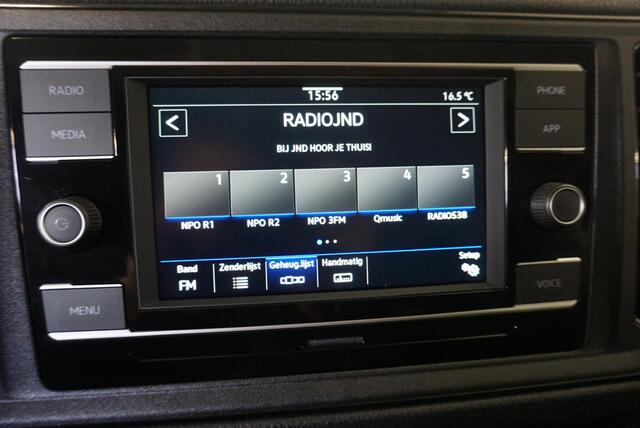 15:56
16.5 °C
RADIO
MEDIA
MENU
PHONE
APP
VOICE
<
RADIOJND
>
BIJ JND HOOR JE THUIS!
1 2 3 4 5
NPO R1 NPO R2 NPO 3FM Qmusic RADIO538
Band Zenderlijst Geheug.lijst Handmatig Setup
FM